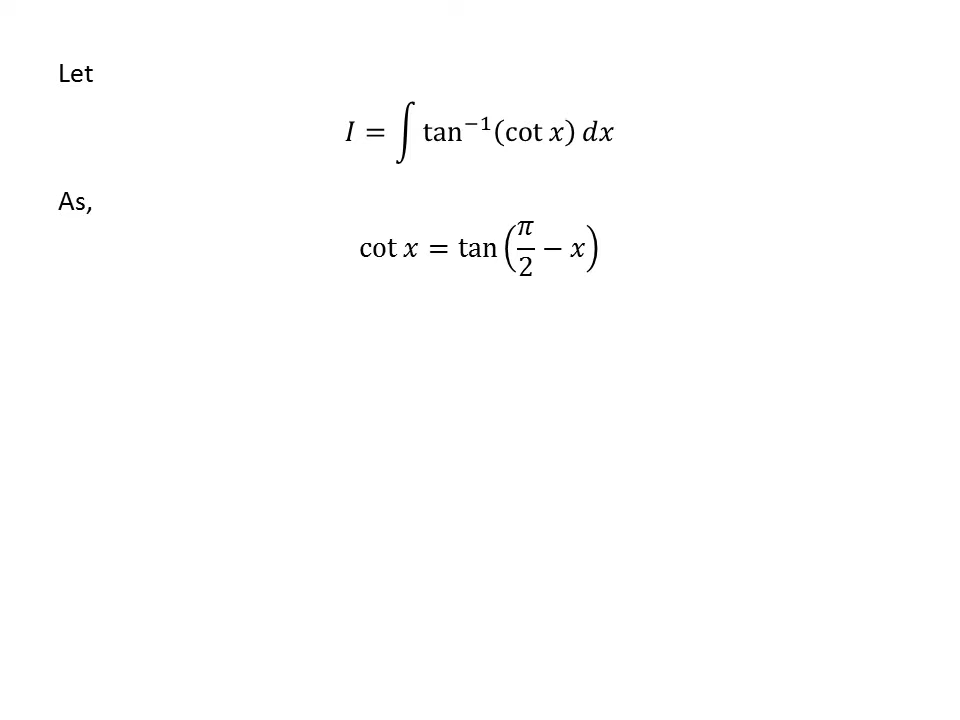 Let
I = ∫ tan⁻¹(cot x) dx
As,
cot x = tan (π/2 − x)